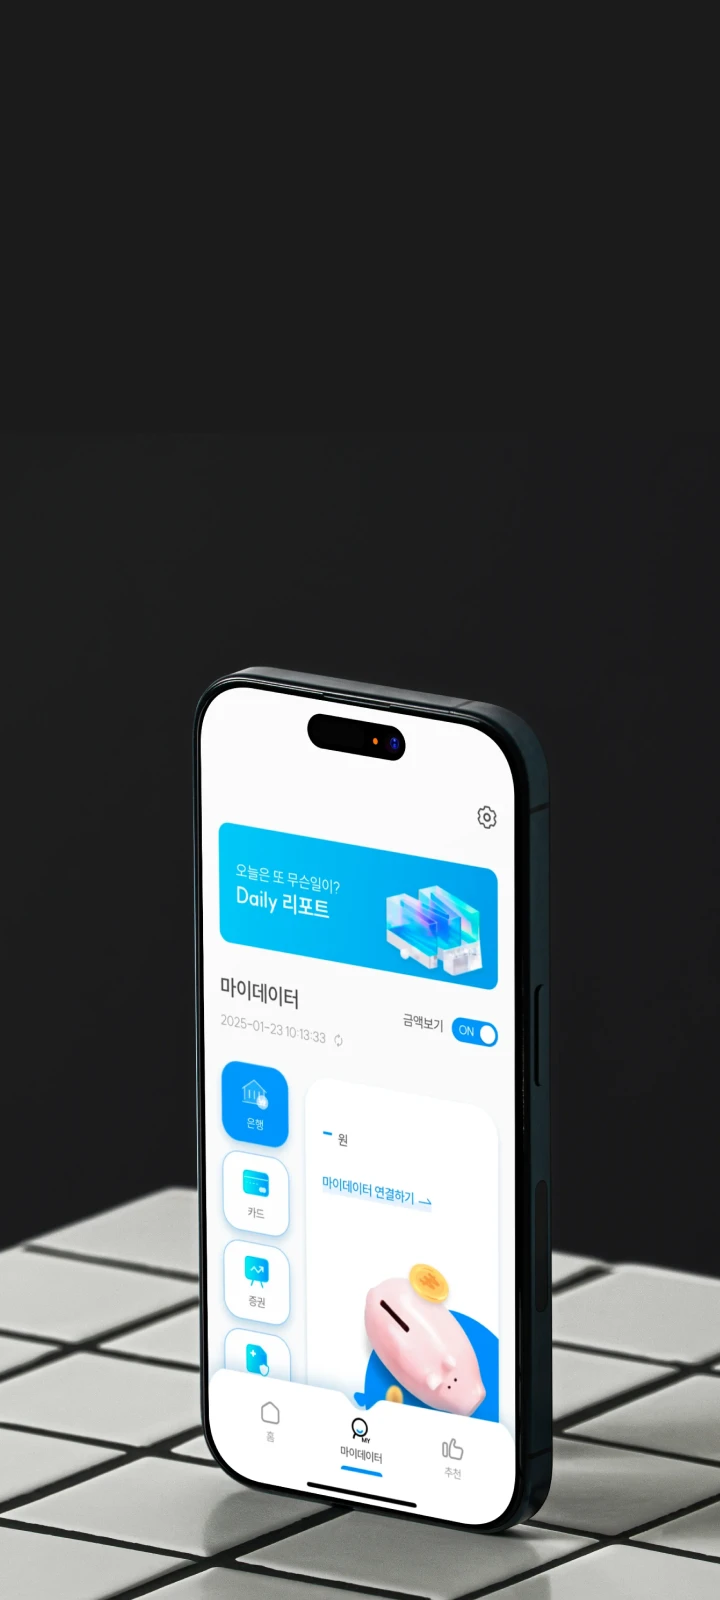 오늘은 또 무슨일이?
Daily 리포트
마이데이터
2025-01-23 10:13:33
금액보기
ON
은행
- 원
마이데이터 연결하기 →
카드
증권
홈
MY
마이데이터
추천